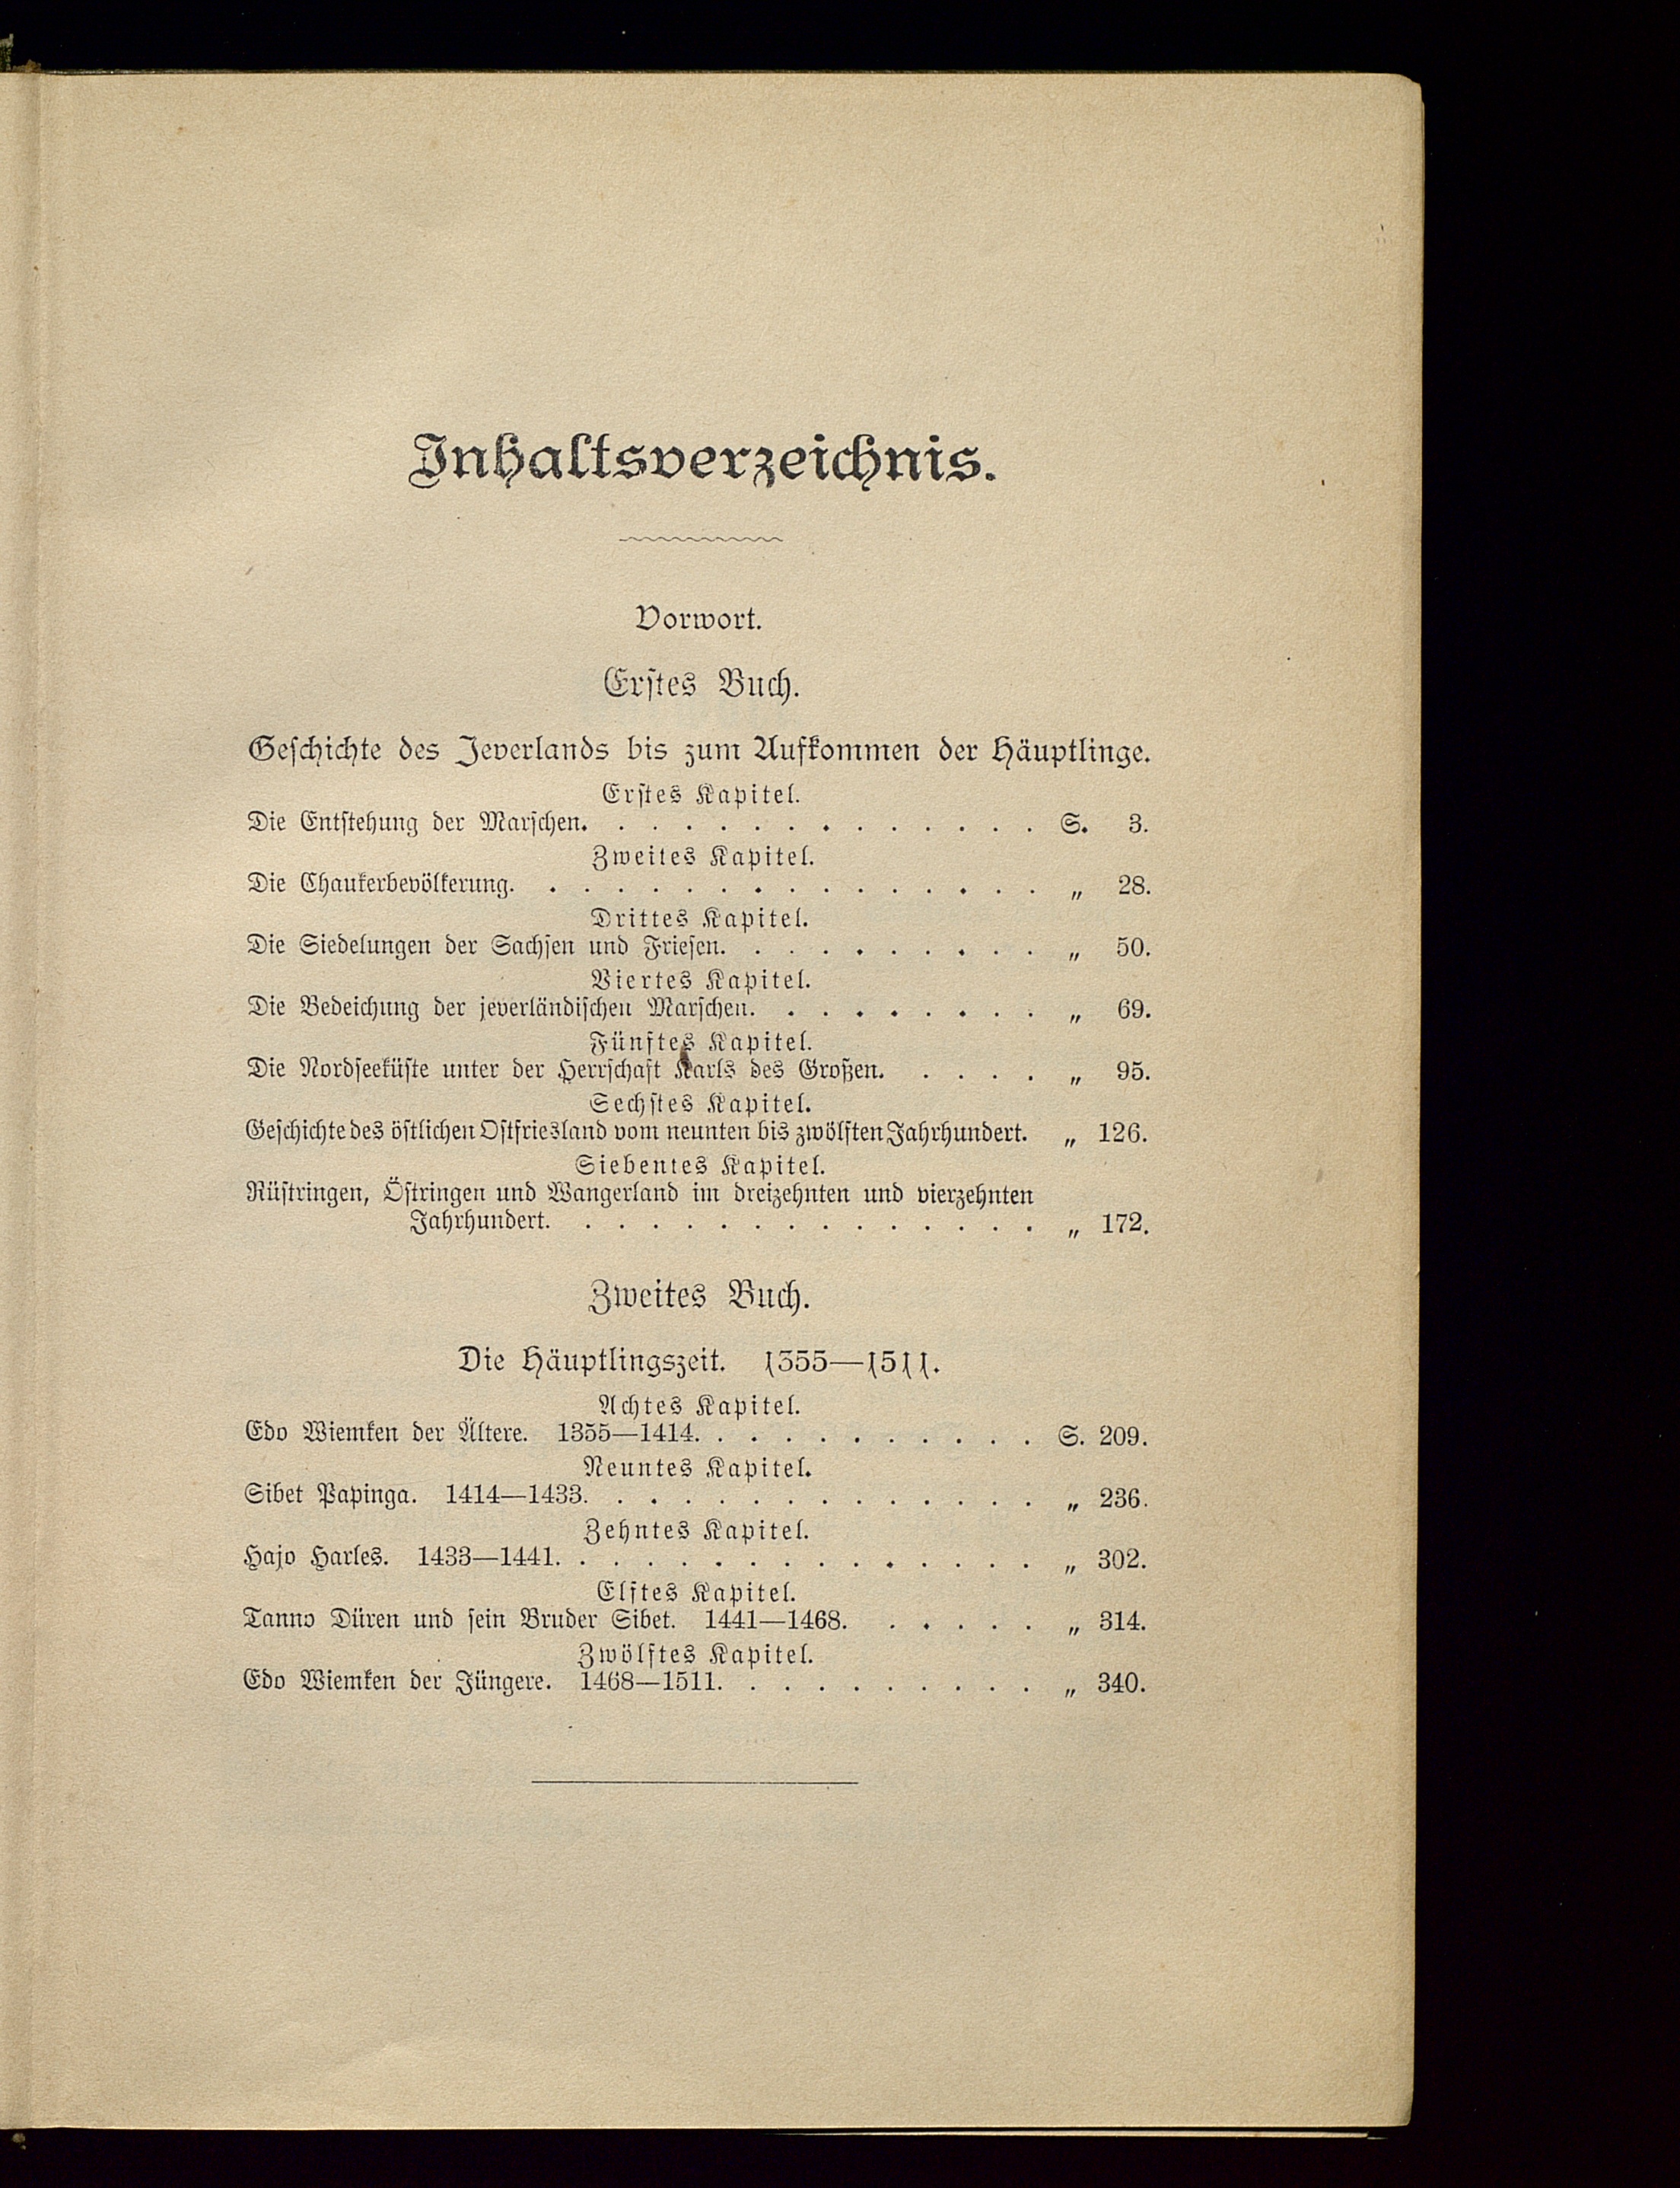 Inhaltsverzeichnis.
Vorwort.
Erstes Buch.
Geschichte des Jeverlands bis zum Aufkommen der Häuptlinge.
Erstes Kapitel.
Die Entstehung der Marschen. . . . . . . . . . . . . . S. 3.
Zweites Kapitel.
Die Chaukerbevölkerung. . . . . . . . . . . . . . . . „ 28.
Drittes Kapitel.
Die Siedelungen der Sachsen und Friesen. . . . . . . . . . „ 50.
Viertes Kapitel.
Die Bedeichung der jeverländischen Marschen. . . . . . . . . „ 69.
Fünftes Kapitel.
Die Nordseeküste unter der Herrschaft Karls des Großen. . . . . „ 95.
Sechstes Kapitel.
Geschichte des östlichen Ostfriesland vom neunten bis zwölften Jahrhundert. „ 126.
Siebentes Kapitel.
Rüstringen, Östringen und Wangerland im dreizehnten und vierzehnten
Jahrhundert. . . . . . . . . . . . . . . „ 172.
Zweites Buch.
Die Häuptlingszeit. 1355—1511.
Achtes Kapitel.
Edo Wiemken der Ältere. 1355—1414. . . . . . . . . . . S. 209.
Neuntes Kapitel.
Sibet Papinga. 1414—1433. . . . . . . . . . . . . . „ 236.
Zehntes Kapitel.
Hajo Harles. 1433—1441. . . . . . . . . . . . . . . „ 302.
Elftes Kapitel.
Tanno Düren und sein Bruder Sibet. 1441—1468. . . . . . „ 314.
Zwölftes Kapitel.
Edo Wiemken der Jüngere. 1468—1511. . . . . . . . . . „ 340.